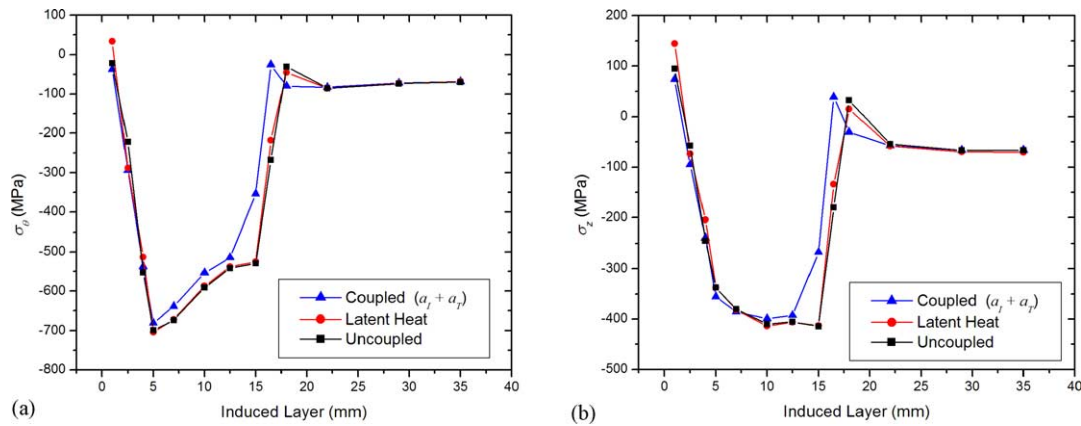 100
0
-100
-200
-300
-400
-500
-600
-700
-800
σθ (MPa)
0 5 10 15 20 25 30 35 40
Induced Layer (mm)
Coupled (aI + aT)
Latent Heat
Uncoupled
(a)
200
100
0
-100
-200
-300
-400
-500
σz (MPa)
0 5 10 15 20 25 30 35 40
Induced Layer (mm)
Coupled (aI + aT)
Latent Heat
Uncoupled
(b)